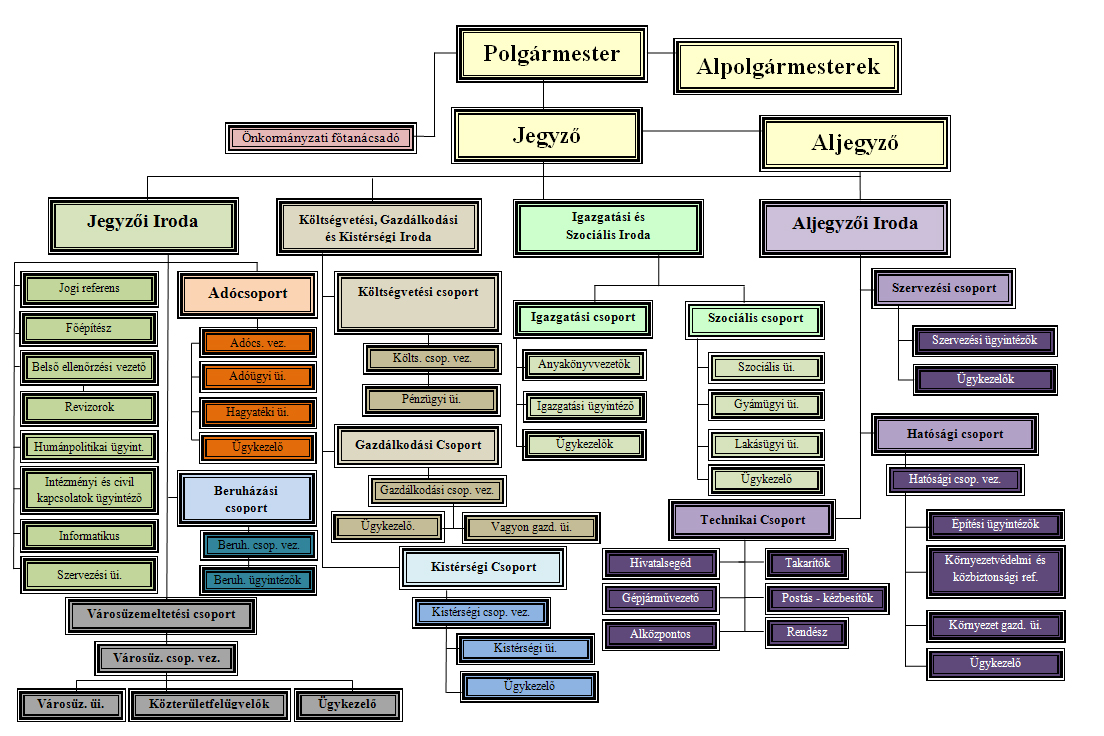 Polgármester
Alpolgármesterek
Önkormányzati főtanácsadó
Jegyző
Aljegyző
Jegyzői Iroda
Költségvetési, Gazdálkodási
és Kistérségi Iroda
Igazgatási és
Szociális Iroda
Aljegyzői Iroda
Jogi referens
Főépítész
Belső ellenőrzési vezető
Revizorok
Humánpolitikai ügyint.
Intézményi és civil
kapcsolatok ügyintéző
Informatikus
Szervezési üi.
Adócsoport
Adócs. vez.
Adóügyi üi.
Hagyatéki üi.
Ügykezelő
Beruházási
csoport
Beruh. csop. vez.
Beruh. ügyintézők
Városüzemeltetési csoport
Városüz. csop. vez.
Városüz. üi.
Közterületfelügyelők
Ügykezelő
Költségvetési csoport
Költs. csop. vez.
Pénzügyi üi.
Gazdálkodási Csoport
Gazdálkodási csop. vez.
Ügykezelő.
Vagyon gazd. üi.
Kistérségi Csoport
Kistérségi csop. vez.
Kistérségi üi.
Ügykezelő
Igazgatási csoport
Anyakönyvvezetők
Igazgatási ügyintéző
Ügykezelők
Szociális csoport
Szociális üi.
Gyámügyi üi.
Lakásügyi üi.
Ügykezelő
Technikai Csoport
Hivatalsegéd
Takarítók
Gépjárművezető
Postás - kézbesítők
Alközpontos
Rendész
Szervezési csoport
Szervezési ügyintézők
Ügykezelők
Hatósági csoport
Hatósági csop. vez.
Építési ügyintézők
Környezetvédelmi és
közbiztonsági ref.
Környezet gazd. üi.
Ügykezelő